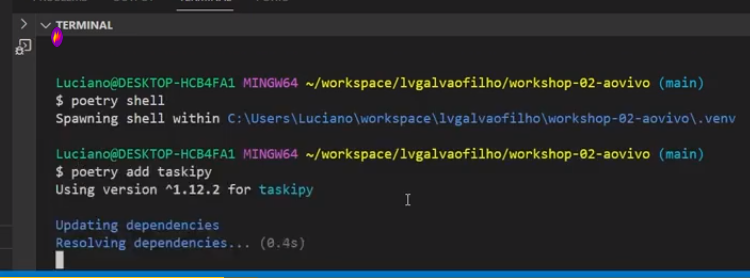 TERMINAL
Luciano@DESKTOP-HCB4FA1 MINGW64 ~/workspace/lvgalvaofilho/workshop-02-aovivo (main)
$ poetry shell
Spawning shell within C:\Users\Luciano\workspace\lvgalvaofilho\workshop-02-aovivo\.venv
Luciano@DESKTOP-HCB4FA1 MINGW64 ~/workspace/lvgalvaofilho/workshop-02-aovivo (main)
$ poetry add taskipy
Using version ^1.12.2 for taskipy
Updating dependencies
Resolving dependencies... (0.4s)